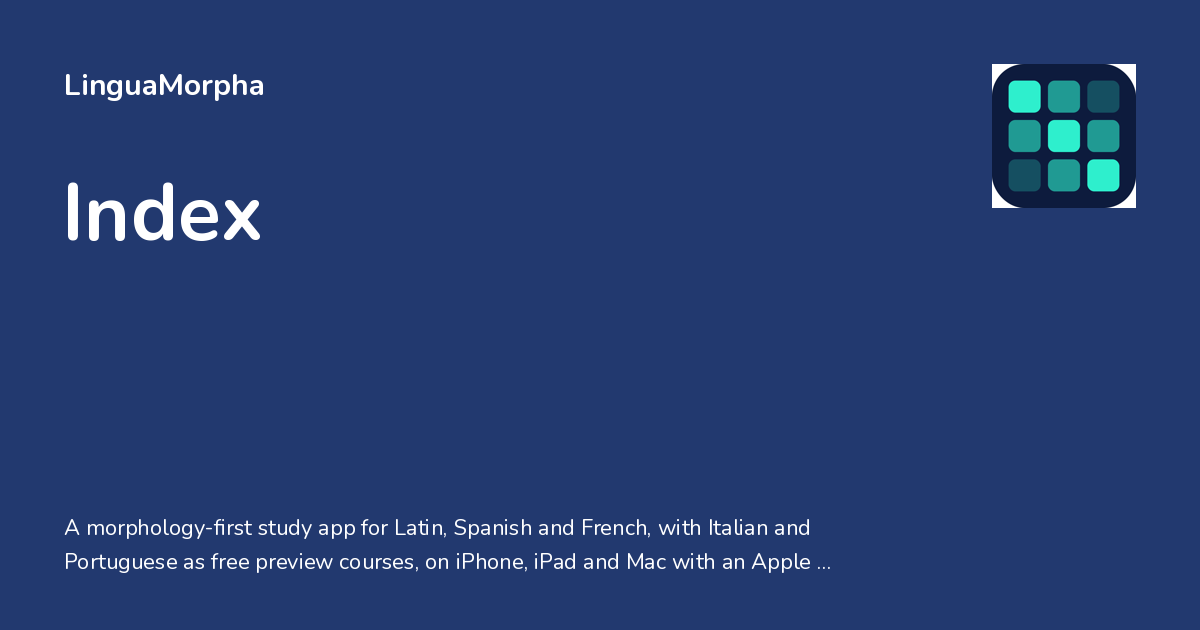 LinguaMorpha
Index
A morphology-first study app for Latin, Spanish and French, with Italian and
Portuguese as free preview courses, on iPhone, iPad and Mac with an Apple ...